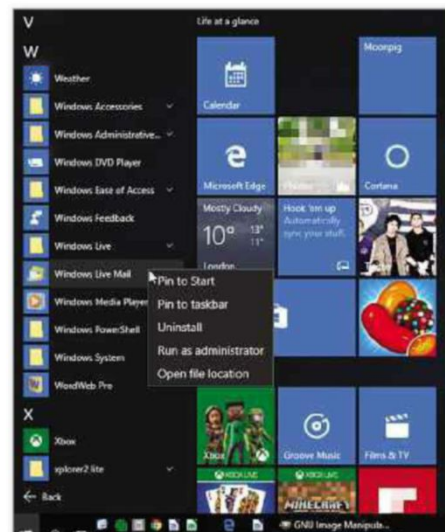 V
W
Weather
Windows Accessories
Windows Administrative...
Windows DVD Player
Windows Ease of Access
Windows Feedback
Windows Live
Windows Live Mail
Windows Media Player
Windows PowerShell
Windows System
WordWeb Pro
X
Xbox
xplorer2 lite
Back
Life at a glance
Calendar
Moonpig
Microsoft Edge
Photos
Cortana
Mostly Cloudy
10°
13°
11°
London
Hook 'em up
Automatically
sync your stuff.
Pin to Start
Pin to taskbar
Uninstall
Run as administrator
Open file location
Xbox
Groove Music
Films & TV
XBOX LIVE
XBOX LIVE
MINECRAFT
GNU Image Manipula...